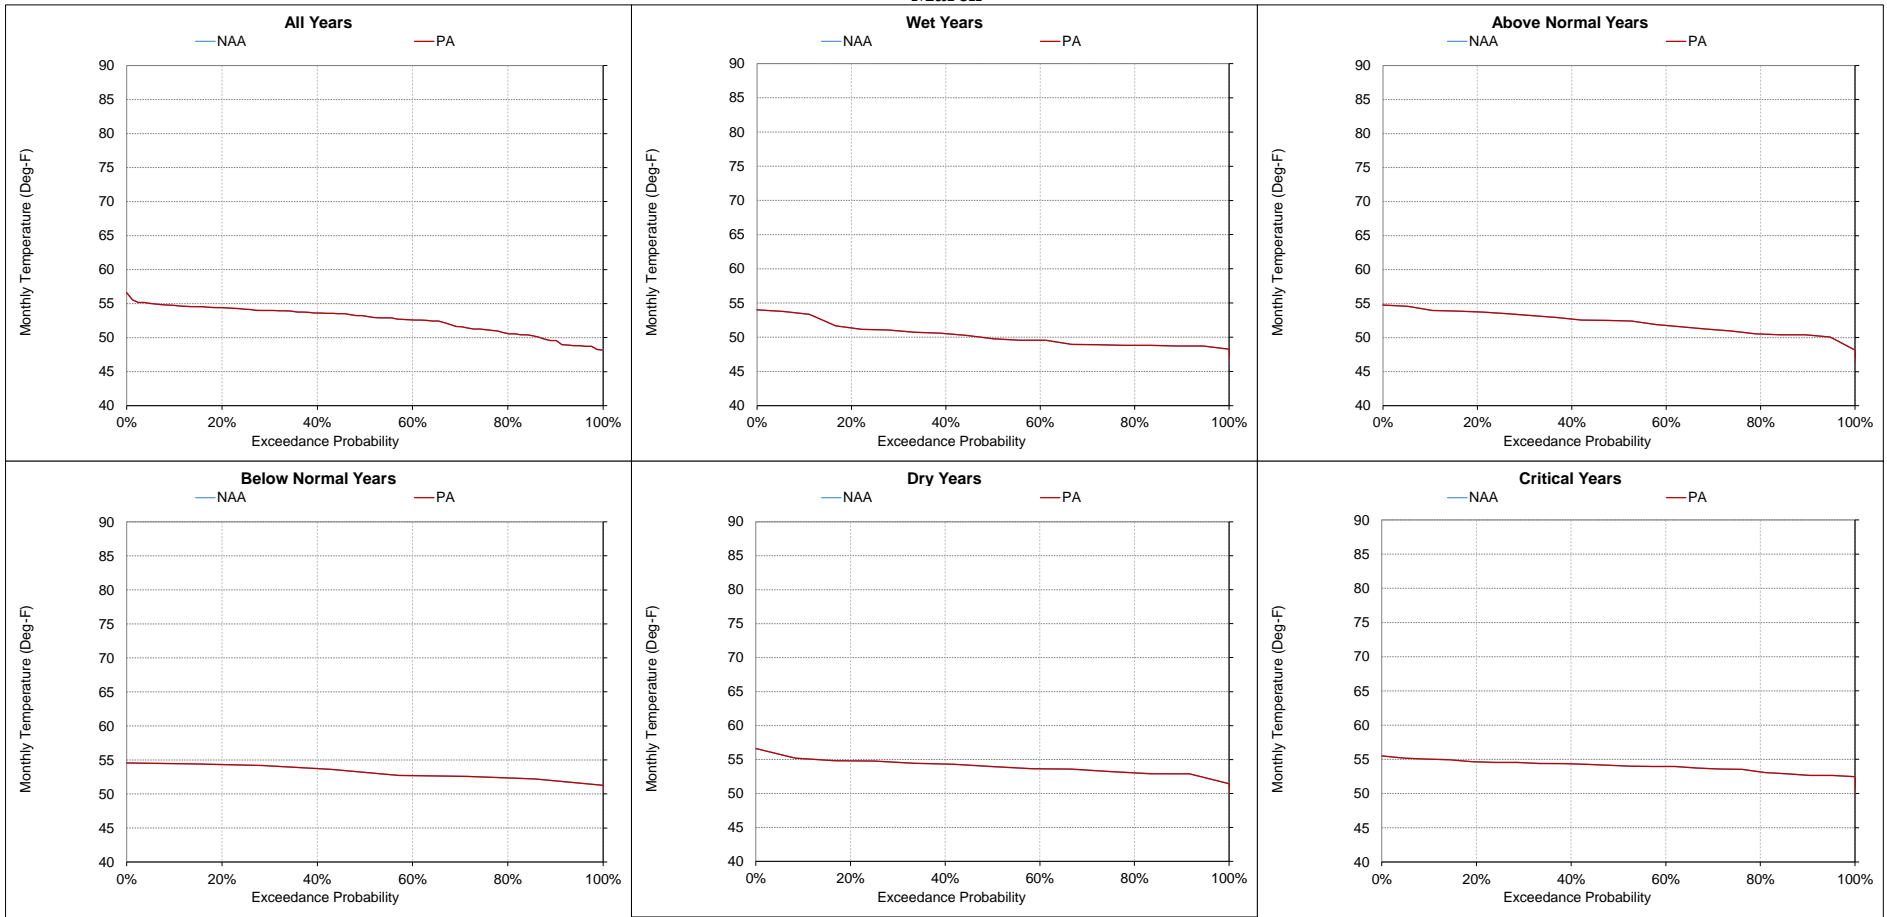 All Years
NAA PA
90
85
80
75
70
65
60
55
50
45
40
0% 20% 40% 60% 80% 100%
Monthly Temperature (Deg-F)
Exceedance Probability
Wet Years
NAA PA
90
85
80
75
70
65
60
55
50
45
40
0% 20% 40% 60% 80% 100%
Monthly Temperature (Deg-F)
Exceedance Probability
Above Normal Years
NAA PA
90
85
80
75
70
65
60
55
50
45
40
0% 20% 40% 60% 80% 100%
Monthly Temperature (Deg-F)
Exceedance Probability
Below Normal Years
NAA PA
90
85
80
75
70
65
60
55
50
45
40
0% 20% 40% 60% 80% 100%
Monthly Temperature (Deg-F)
Exceedance Probability
Dry Years
NAA PA
90
85
80
75
70
65
60
55
50
45
40
0% 20% 40% 60% 80% 100%
Monthly Temperature (Deg-F)
Exceedance Probability
Critical Years
NAA PA
90
85
80
75
70
65
60
55
50
45
40
0% 20% 40% 60% 80% 100%
Monthly Temperature (Deg-F)
Exceedance Probability